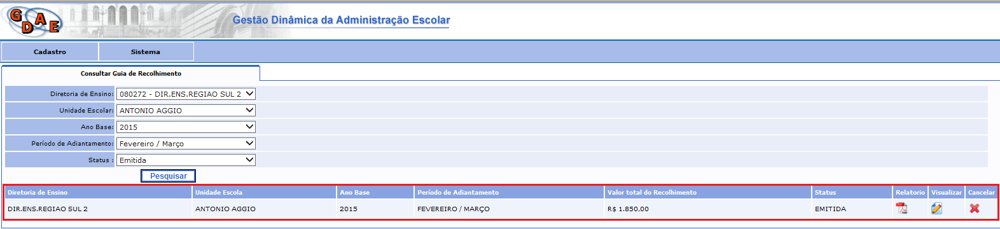 GDAE
Gestão Dinâmica da Administração Escolar
Cadastro Sistema
Consultar Guia de Recolhimento
Diretoria de Ensino: 080272 - DIR.ENS.REGIAO SUL 2
Unidade Escolar: ANTONIO AGGIO
Ano Base: 2015
Período de Adiantamento: Fevereiro / Março
Status : Emitida
Pesquisar
Diretoria de Ensino Unidade Escola Ano Base Período de Adiantamento Valor total do Recolhimento Status Relatorio Visualizar Cancelar
DIR.ENS.REGIAO SUL 2 ANTONIO AGGIO 2015 FEVEREIRO / MARÇO R$ 1.850,00 EMITIDA